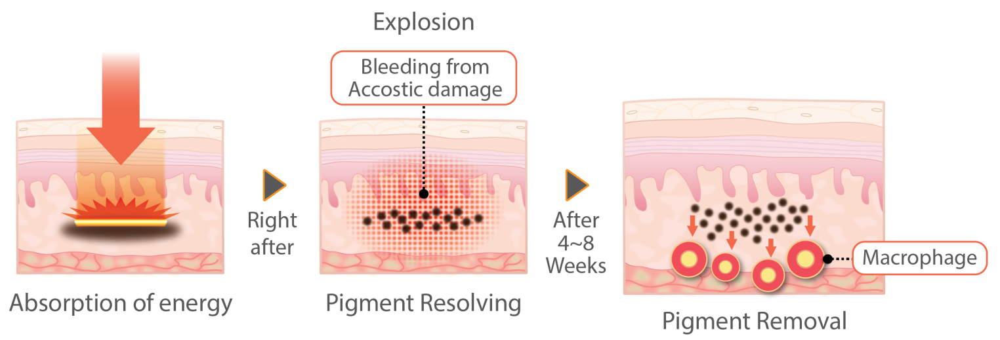 Explosion
Bleeding from
Accostic damage
Right
after
After
4~8
Weeks
Macrophage
Absorption of energy
Pigment Resolving
Pigment Removal